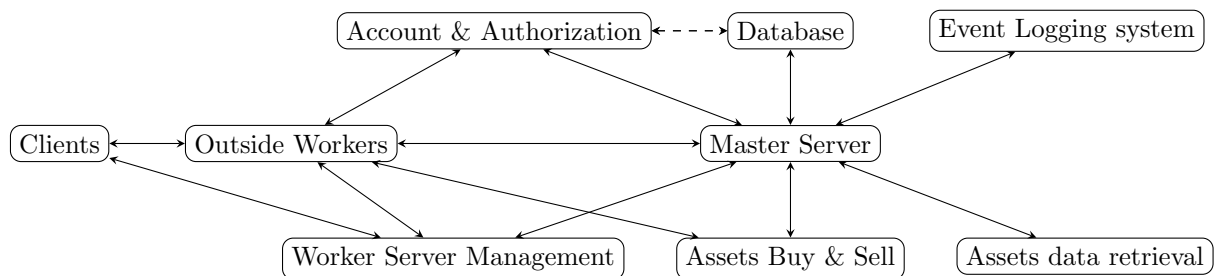 Account & Authorization
Database
Event Logging system
Clients
Outside Workers
Master Server
Worker Server Management
Assets Buy & Sell
Assets data retrieval